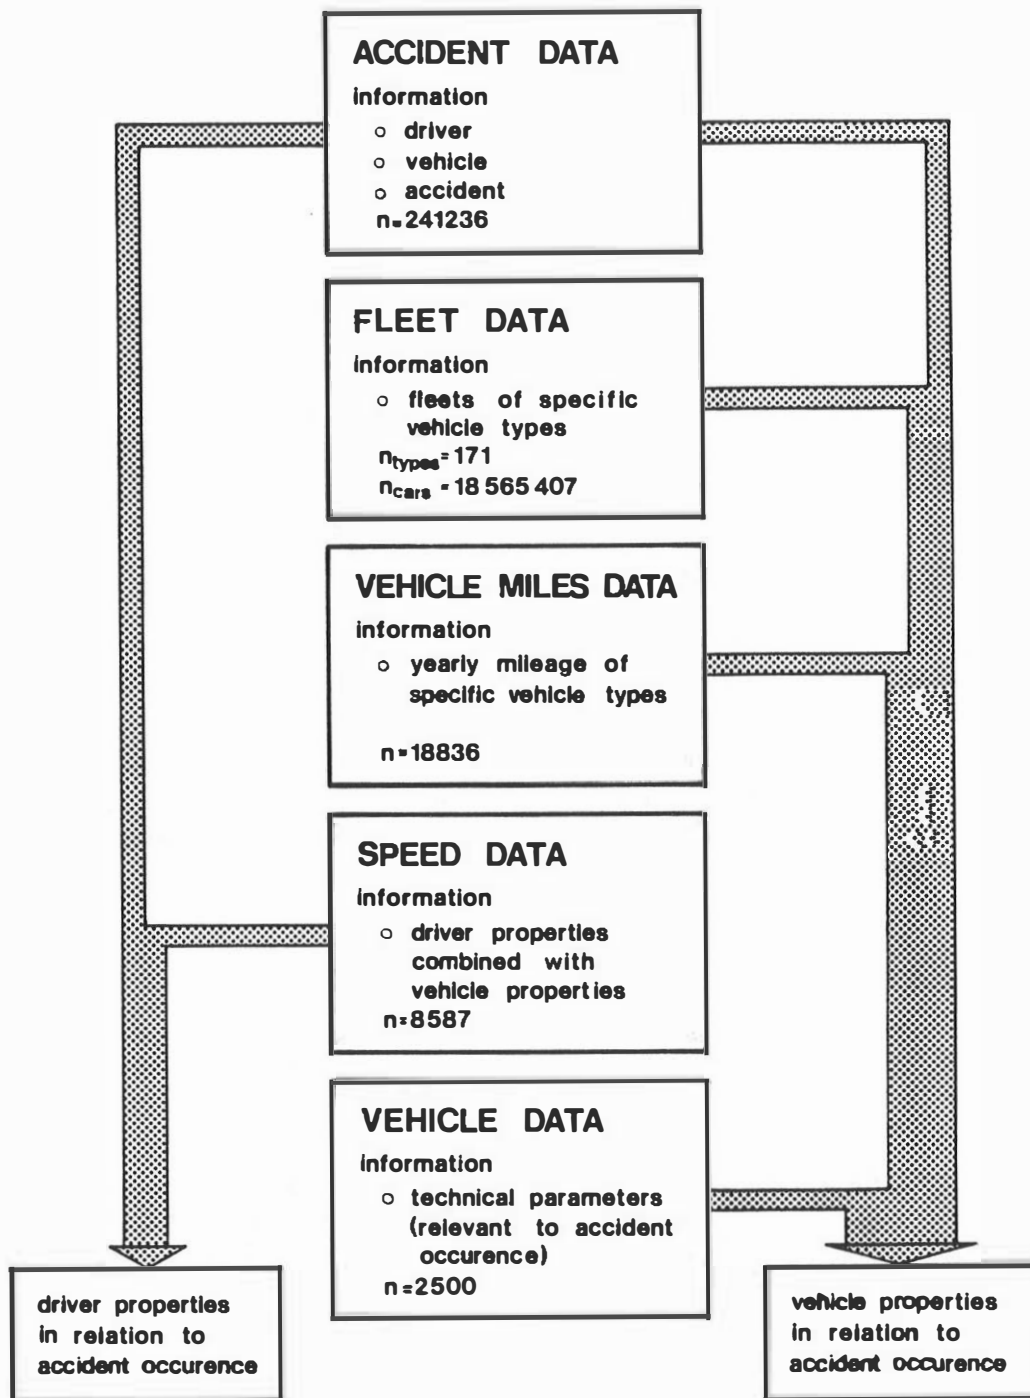 ACCIDENT DATA
information
○ driver
○ vehicle
○ accident
n=241236
FLEET DATA
information
○ fleets of specific
vehicle types
ntypes=171
ncars = 18 565 407
VEHICLE MILES DATA
information
○ yearly mileage of
specific vehicle types
n=18836
SPEED DATA
information
○ driver properties
combined with
vehicle properties
n=8587
VEHICLE DATA
information
○ technical parameters
(relevant to accident
occurence)
n=2500
driver properties
in relation to
accident occurence
vehicle properties
in relation to
accident occurence